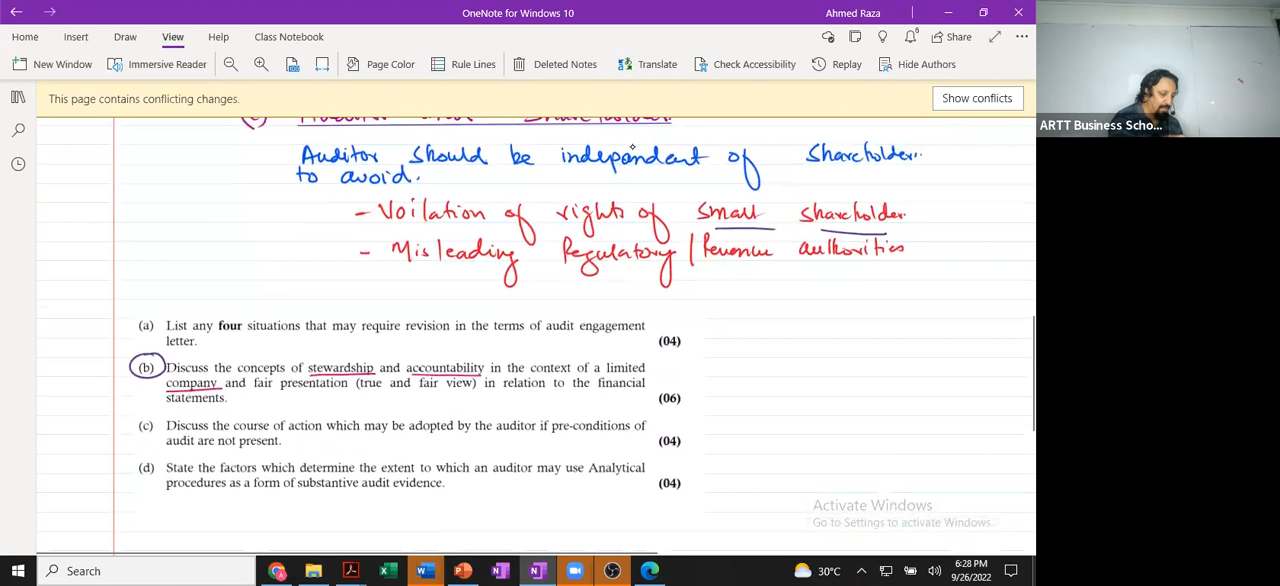 OneNote for Windows 10
Ahmed Raza
Home Insert Draw View Help Class Notebook
6 Share
New Window Immersive Reader Page Color Rule Lines Deleted Notes Translate Check Accessibility Replay Hide Authors
This page contains conflicting changes. Show conflicts
ARTT Business Scho...
(c) Auditor and Shareholder
Auditor should be independent of Shareholder..
to avoid.
- Voilation of rights of small shareholder.
- Misleading Regulatory / Revenue authorities
(a) List any four situations that may require revision in the terms of audit engagement
letter. (04)
(b) Discuss the concepts of stewardship and accountability in the context of a limited
company and fair presentation (true and fair view) in relation to the financial
statements. (06)
(c) Discuss the course of action which may be adopted by the auditor if pre-conditions of
audit are not present. (04)
(d) State the factors which determine the extent to which an auditor may use Analytical
procedures as a form of substantive audit evidence. (04)
Activate Windows
Go to Settings to activate Windows.
Search
30°C
6:28 PM
9/26/2022